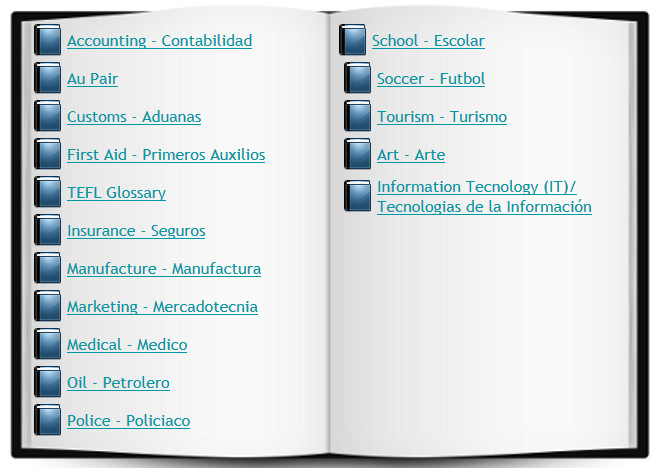 Accounting - Contabilidad
Au Pair
Customs - Aduanas
First Aid - Primeros Auxilios
TEFL Glossary
Insurance - Seguros
Manufacture - Manufactura
Marketing - Mercadotecnia
Medical - Medico
Oil - Petrolero
Police - Policiaco
School - Escolar
Soccer - Futbol
Tourism - Turismo
Art - Arte
Information Tecnology (IT)/
Tecnologias de la Información